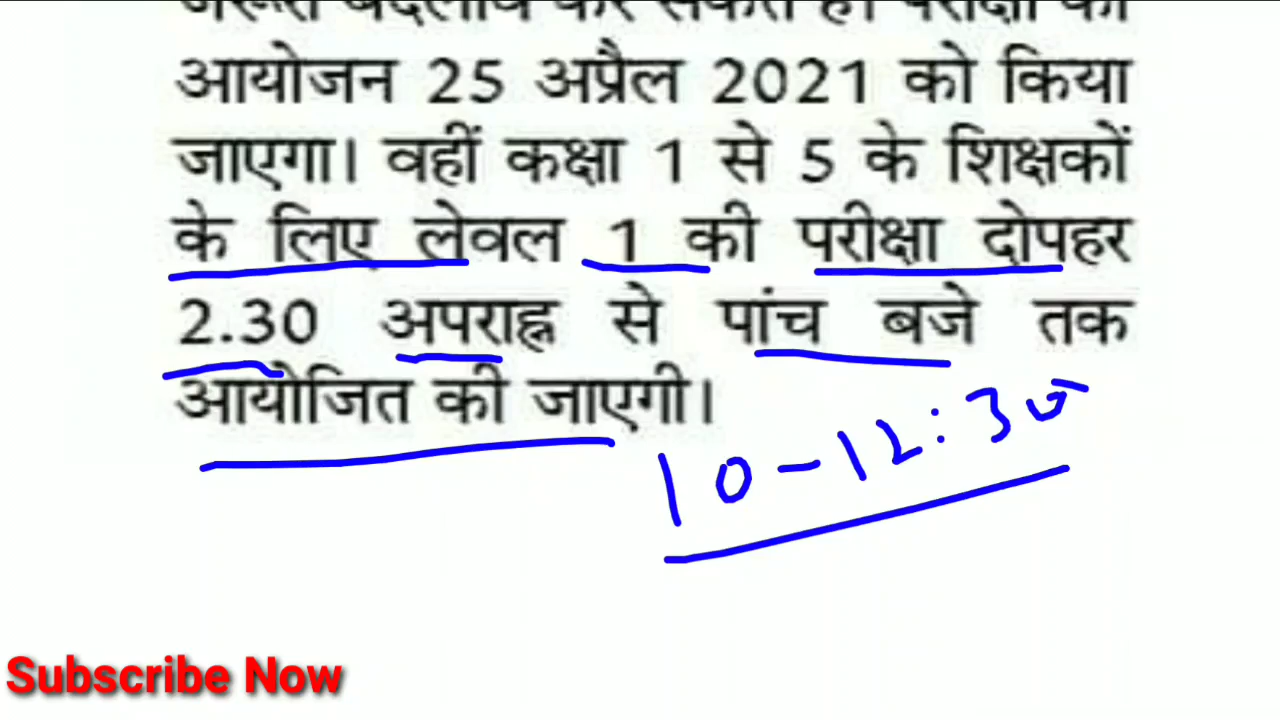 आयोजन 25 अप्रैल 2021 को किया
जाएगा। वहीं कक्षा 1 से 5 के शिक्षकों
के लिए लेवल 1 की परीक्षा दोपहर
2.30 अपराह्न से पांच बजे तक
आयोजित की जाएगी।
10-12:30
Subscribe Now